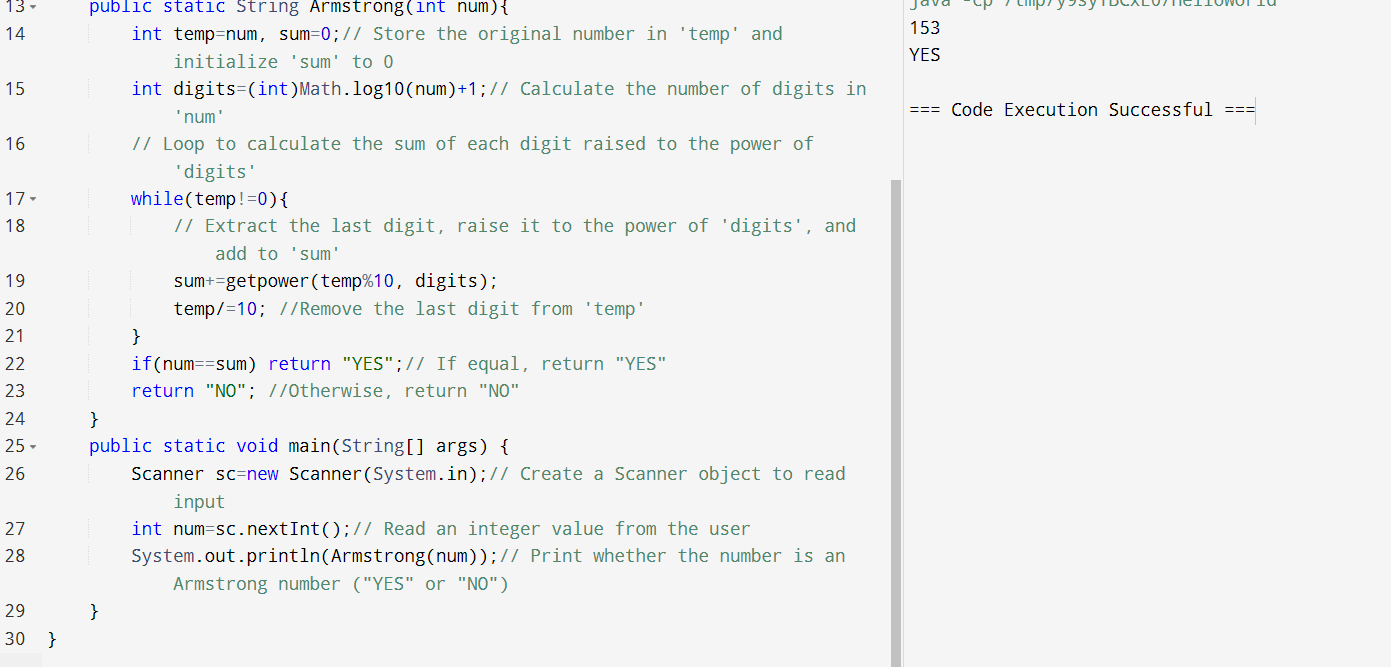 13 public static String Armstrong(int num){
14 int temp=num, sum=0;// Store the original number in 'temp' and
initialize 'sum' to 0
15 int digits=(int)Math.log10(num)+1;// Calculate the number of digits in
'num'
16 // Loop to calculate the sum of each digit raised to the power of
'digits'
17 while(temp!=0){
18 // Extract the last digit, raise it to the power of 'digits', and
add to 'sum'
19 sum+=getpower(temp%10, digits);
20 temp/=10; //Remove the last digit from 'temp'
21 }
22 if(num==sum) return "YES";// If equal, return "YES"
23 return "NO"; //Otherwise, return "NO"
24 }
25 public static void main(String[] args) {
26 Scanner sc=new Scanner(System.in);// Create a Scanner object to read
input
27 int num=sc.nextInt();// Read an integer value from the user
28 System.out.println(Armstrong(num));// Print whether the number is an
Armstrong number ("YES" or "NO")
29 }
30 }
java -cp HelloWorld
153
YES
=== Code Execution Successful ===